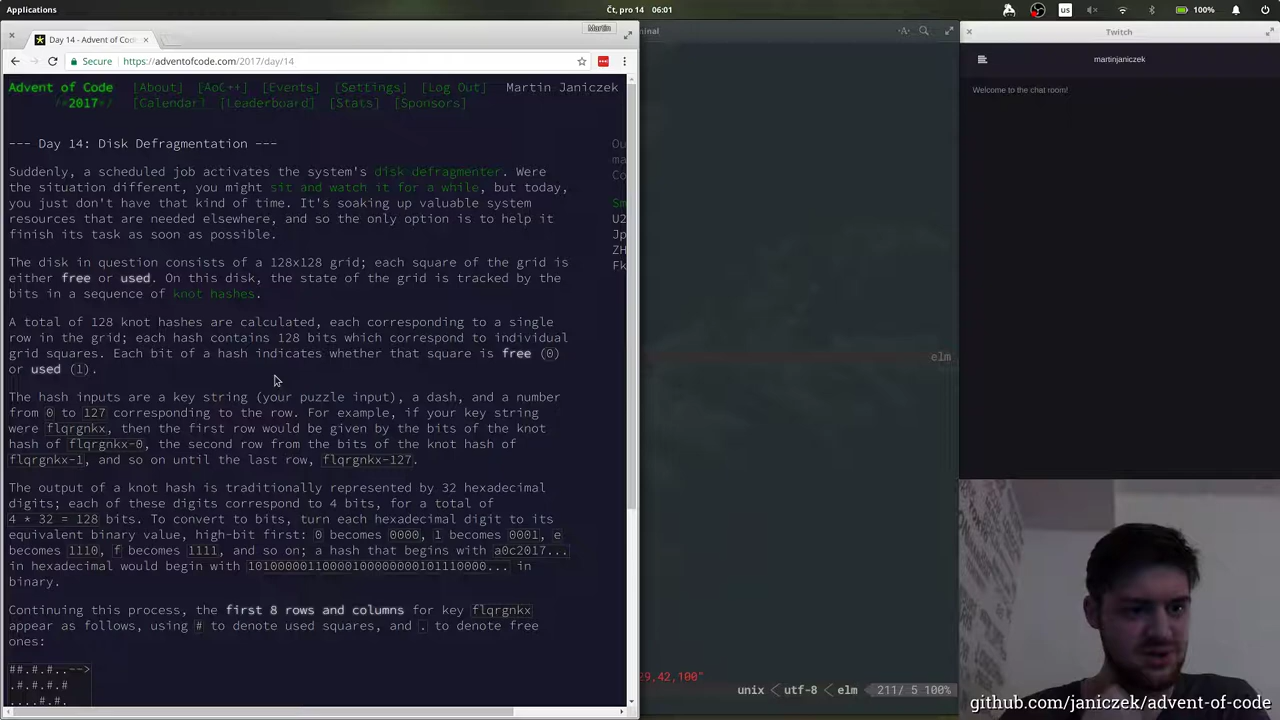 Applications
Čt, pro 14 06:01
us
100%
Day 14 - Advent of Cod
Martin
minal
Twitch
Secure https://adventofcode.com/2017/day/14
martinjaniczek
Welcome to the chat room!
Advent of Code [About] [AoC++] [Events] [Settings] [Log Out] Martin Janiczek
/*2017*/ [Calendar] [Leaderboard] [Stats] [Sponsors]
--- Day 14: Disk Defragmentation ---
Suddenly, a scheduled job activates the system's disk defragmenter. Were
the situation different, you might sit and watch it for a while, but today,
you just don't have that kind of time. It's soaking up valuable system
resources that are needed elsewhere, and so the only option is to help it
finish its task as soon as possible.
The disk in question consists of a 128x128 grid; each square of the grid is
either free or used. On this disk, the state of the grid is tracked by the
bits in a sequence of knot hashes.
A total of 128 knot hashes are calculated, each corresponding to a single
row in the grid; each hash contains 128 bits which correspond to individual
grid squares. Each bit of a hash indicates whether that square is free (0)
or used (1).
The hash inputs are a key string (your puzzle input), a dash, and a number
from 0 to 127 corresponding to the row. For example, if your key string
were flqrgnkx, then the first row would be given by the bits of the knot
hash of flqrgnkx-0, the second row from the bits of the knot hash of
flqrgnkx-1, and so on until the last row, flqrgnkx-127.
The output of a knot hash is traditionally represented by 32 hexadecimal
digits; each of these digits correspond to 4 bits, for a total of
4 * 32 = 128 bits. To convert to bits, turn each hexadecimal digit to its
equivalent binary value, high-bit first: 0 becomes 0000, 1 becomes 0001, e
becomes 1110, f becomes 1111, and so on; a hash that begins with a0c2017...
in hexadecimal would begin with 10100000110000100000000101110000... in
binary.
Continuing this process, the first 8 rows and columns for key flqrgnkx
appear as follows, using # to denote used squares, and . to denote free
ones:
##.#.#..-->
.#.#.#.#
....#.#.
Ou
ma
Co
Sm
U2
Jp
ZH
Fk
elm
9,42,100"
unix < utf-8 < elm 211/ 5 100%
github.com/janiczek/advent-of-code